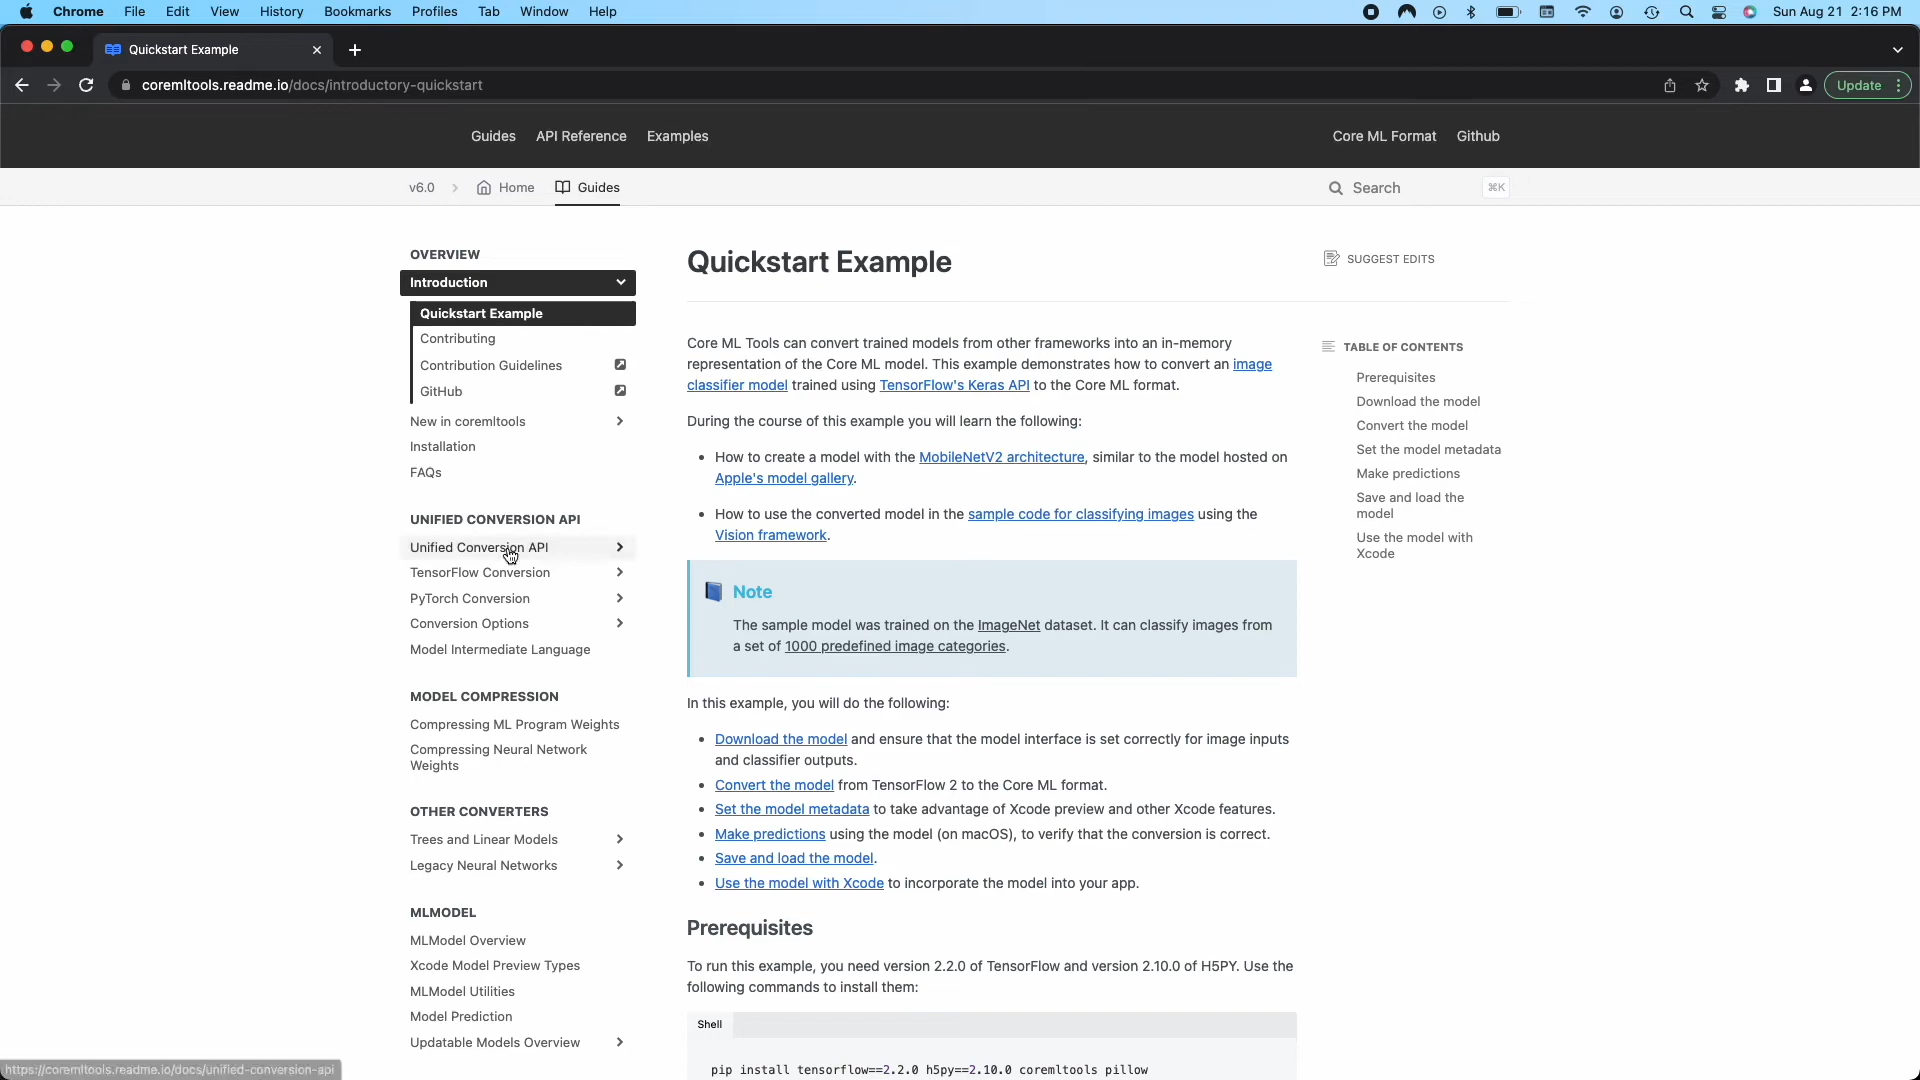 Chrome File Edit View History Bookmarks Profiles Tab Window Help Sun Aug 21 2:16 PM
Quickstart Example
coremltools.readme.io/docs/introductory-quickstart Update
Guides API Reference Examples Core ML Format Github
v6.0 Home Guides Search ⌘K
OVERVIEW
Introduction
Quickstart Example
Contributing
Contribution Guidelines
GitHub
New in coremltools
Installation
FAQs
UNIFIED CONVERSION API
Unified Conversion API
TensorFlow Conversion
PyTorch Conversion
Conversion Options
Model Intermediate Language
MODEL COMPRESSION
Compressing ML Program Weights
Compressing Neural Network
Weights
OTHER CONVERTERS
Trees and Linear Models
Legacy Neural Networks
MLMODEL
MLModel Overview
Xcode Model Preview Types
MLModel Utilities
Model Prediction
Updatable Models Overview
https://coremltools.readme.io/docs/unified-conversion-api
Quickstart Example
Core ML Tools can convert trained models from other frameworks into an in-memory
representation of the Core ML model. This example demonstrates how to convert an image
classifier model trained using TensorFlow's Keras API to the Core ML format.
During the course of this example you will learn the following:
• How to create a model with the MobileNetV2 architecture, similar to the model hosted on
Apple's model gallery.
• How to use the converted model in the sample code for classifying images using the
Vision framework.
Note
The sample model was trained on the ImageNet dataset. It can classify images from
a set of 1000 predefined image categories.
In this example, you will do the following:
• Download the model and ensure that the model interface is set correctly for image inputs
and classifier outputs.
• Convert the model from TensorFlow 2 to the Core ML format.
• Set the model metadata to take advantage of Xcode preview and other Xcode features.
• Make predictions using the model (on macOS), to verify that the conversion is correct.
• Save and load the model.
• Use the model with Xcode to incorporate the model into your app.
Prerequisites
To run this example, you need version 2.2.0 of TensorFlow and version 2.10.0 of H5PY. Use the
following commands to install them:
Shell
pip install tensorflow==2.2.0 h5py==2.10.0 coremltools pillow
SUGGEST EDITS
TABLE OF CONTENTS
Prerequisites
Download the model
Convert the model
Set the model metadata
Make predictions
Save and load the
model
Use the model with
Xcode